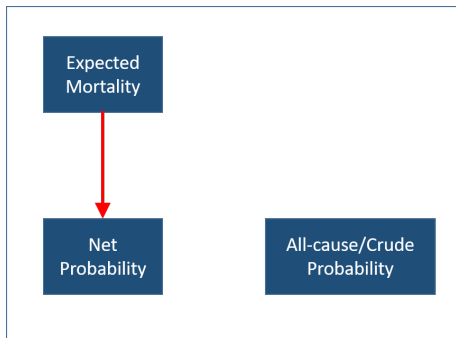 Expected
Mortality
Net
Probability
All-cause/Crude
Probability